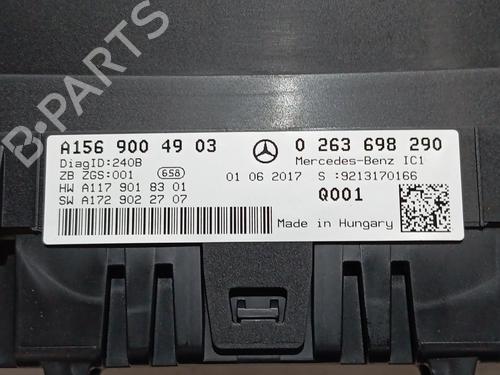 A156 900 49 03
0 263 698 290
DiagID:240B
Mercedes-Benz IC1
ZB ZGS:001
658
01 06 2017 S :9213170166
HW A117 901 83 01
SW A172 902 27 07
Q001
Made in Hungary
B-PARTS